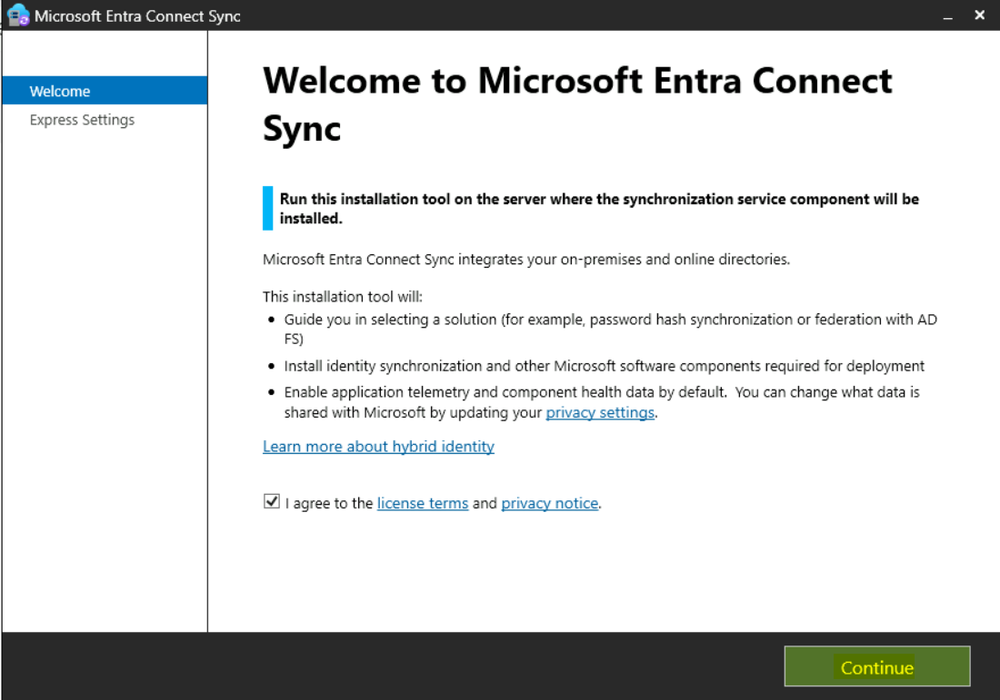 Microsoft Entra Connect Sync
Welcome
Express Settings
Welcome to Microsoft Entra Connect
Sync
Run this installation tool on the server where the synchronization service component will be
installed.
Microsoft Entra Connect Sync integrates your on-premises and online directories.
This installation tool will:
• Guide you in selecting a solution (for example, password hash synchronization or federation with AD
FS)
• Install identity synchronization and other Microsoft software components required for deployment
• Enable application telemetry and component health data by default.  You can change what data is
shared with Microsoft by updating your privacy settings.
Learn more about hybrid identity
I agree to the license terms and privacy notice.
Continue